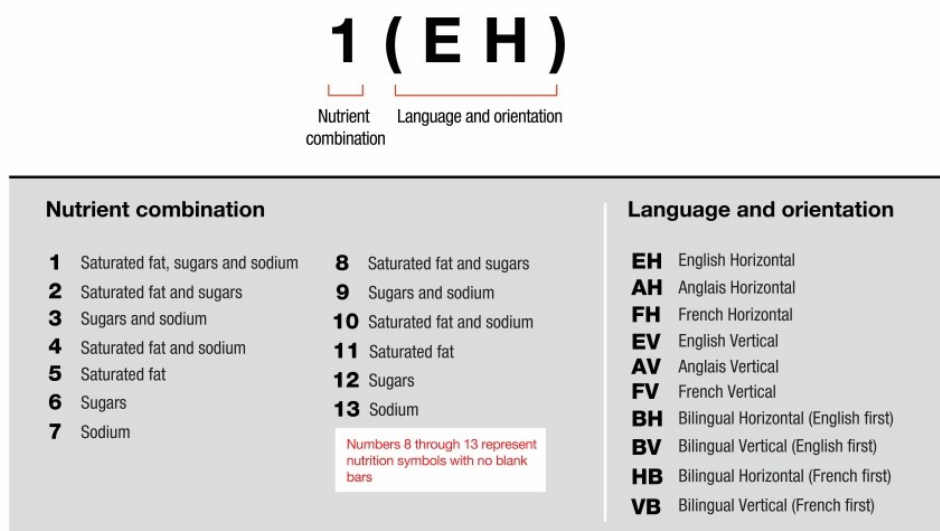 1 ( E H )
Nutrient combination
Language and orientation
Nutrient combination
1 Saturated fat, sugars and sodium
2 Saturated fat and sugars
3 Sugars and sodium
4 Saturated fat and sodium
5 Saturated fat
6 Sugars
7 Sodium
8 Saturated fat and sugars
9 Sugars and sodium
10 Saturated fat and sodium
11 Saturated fat
12 Sugars
13 Sodium
Numbers 8 through 13 represent
nutrition symbols with no blank
bars
Language and orientation
EH English Horizontal
AH Anglais Horizontal
FH French Horizontal
EV English Vertical
AV Anglais Vertical
FV French Vertical
BH Bilingual Horizontal (English first)
BV Bilingual Vertical (English first)
HB Bilingual Horizontal (French first)
VB Bilingual Vertical (French first)